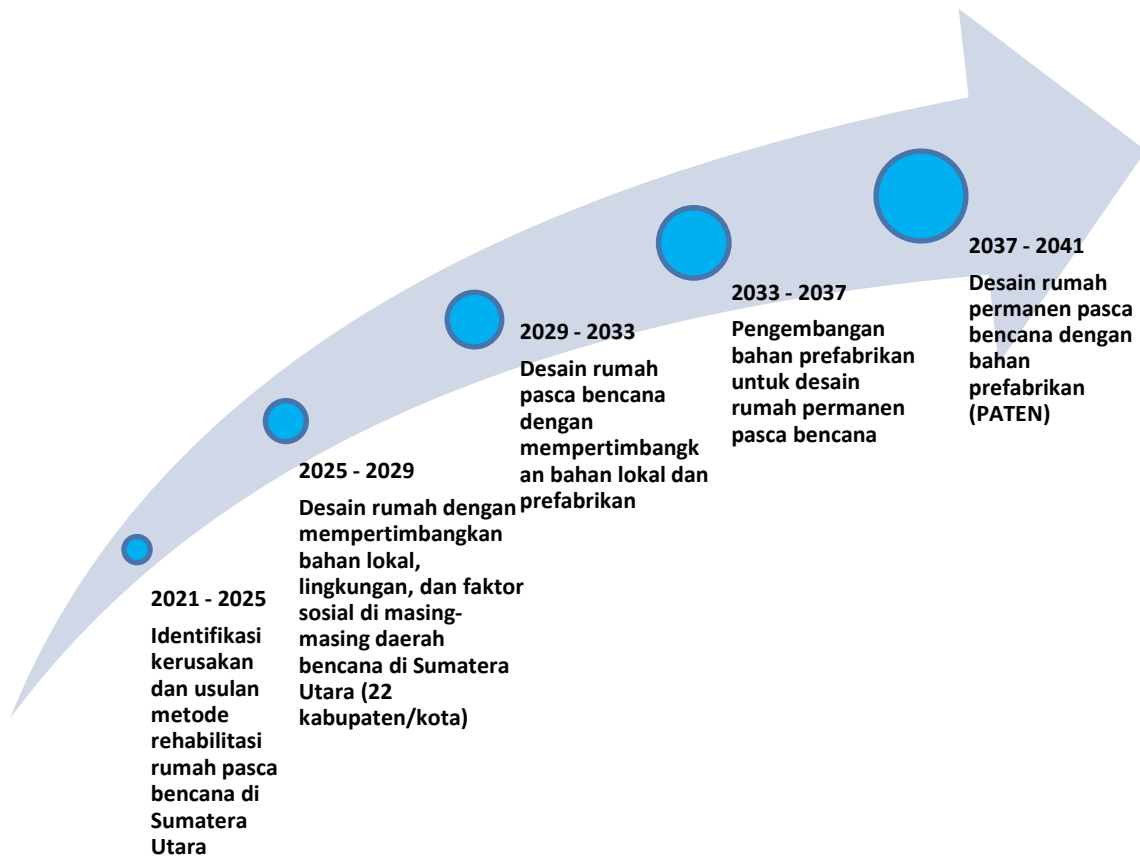 2021 - 2025
Identifikasi
kerusakan
dan usulan
metode
rehabilitasi
rumah pasca
bencana di
Sumatera
Utara
2025 - 2029
Desain rumah dengan
mempertimbangkan
bahan lokal,
lingkungan, dan faktor
sosial di masing-
masing daerah
bencana di Sumatera
Utara (22
kabupaten/kota)
2029 - 2033
Desain rumah
pasca bencana
dengan
mempertimbangk
an bahan lokal dan
prefabrikan
2033 - 2037
Pengembangan
bahan prefabrikan
untuk desain
rumah permanen
pasca bencana
2037 - 2041
Desain rumah
permanen pasca
bencana dengan
bahan
prefabrikan
(PATEN)